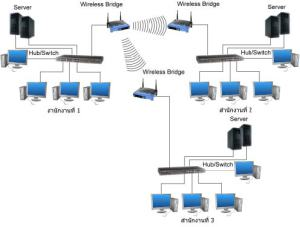 Wireless Bridge
Wireless Bridge
Server
Server
Hub/Switch
Hub/Switch
Wireless Bridge
สำนักงานที่ 1
สำนักงานที่ 2
Server
Hub/Switch
สำนักงานที่ 3